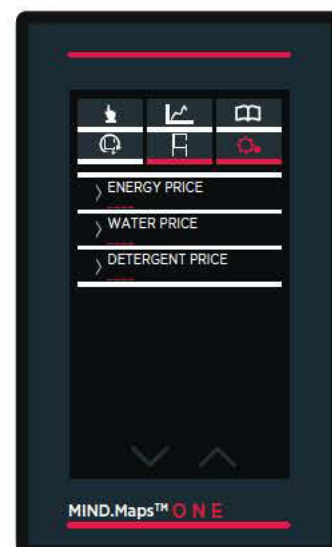 ENERGY PRICE
WATER PRICE
DETERGENT PRICE
MIND.Maps™ ONE